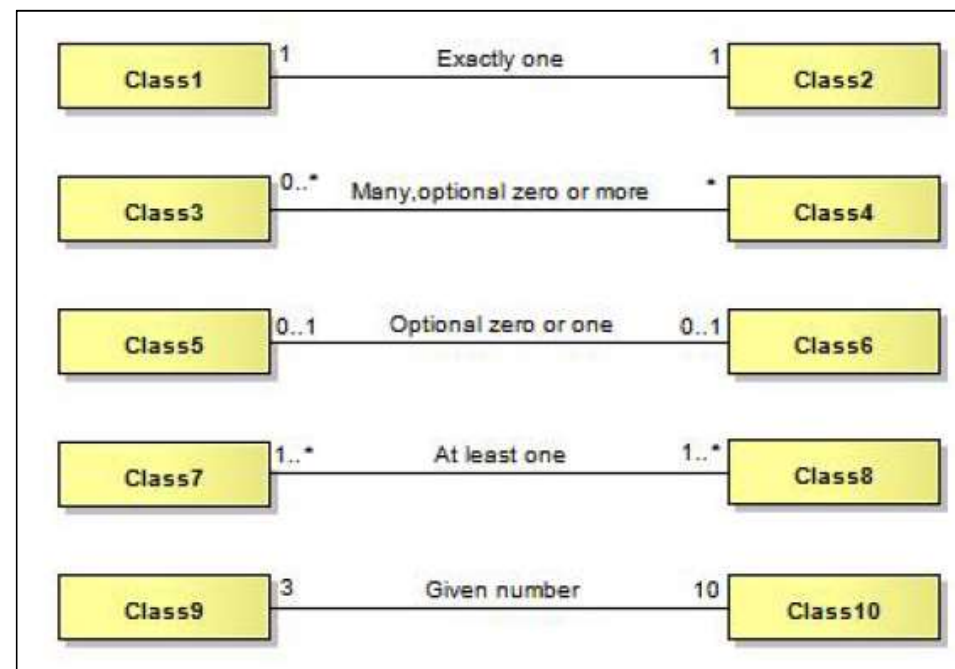 1 Exactly one 1
Class1 Class2
0..* Many,optional zero or more *
Class3 Class4
0..1 Optional zero or one 0..1
Class5 Class6
1..* At least one 1..*
Class7 Class8
3 Given number 10
Class9 Class10